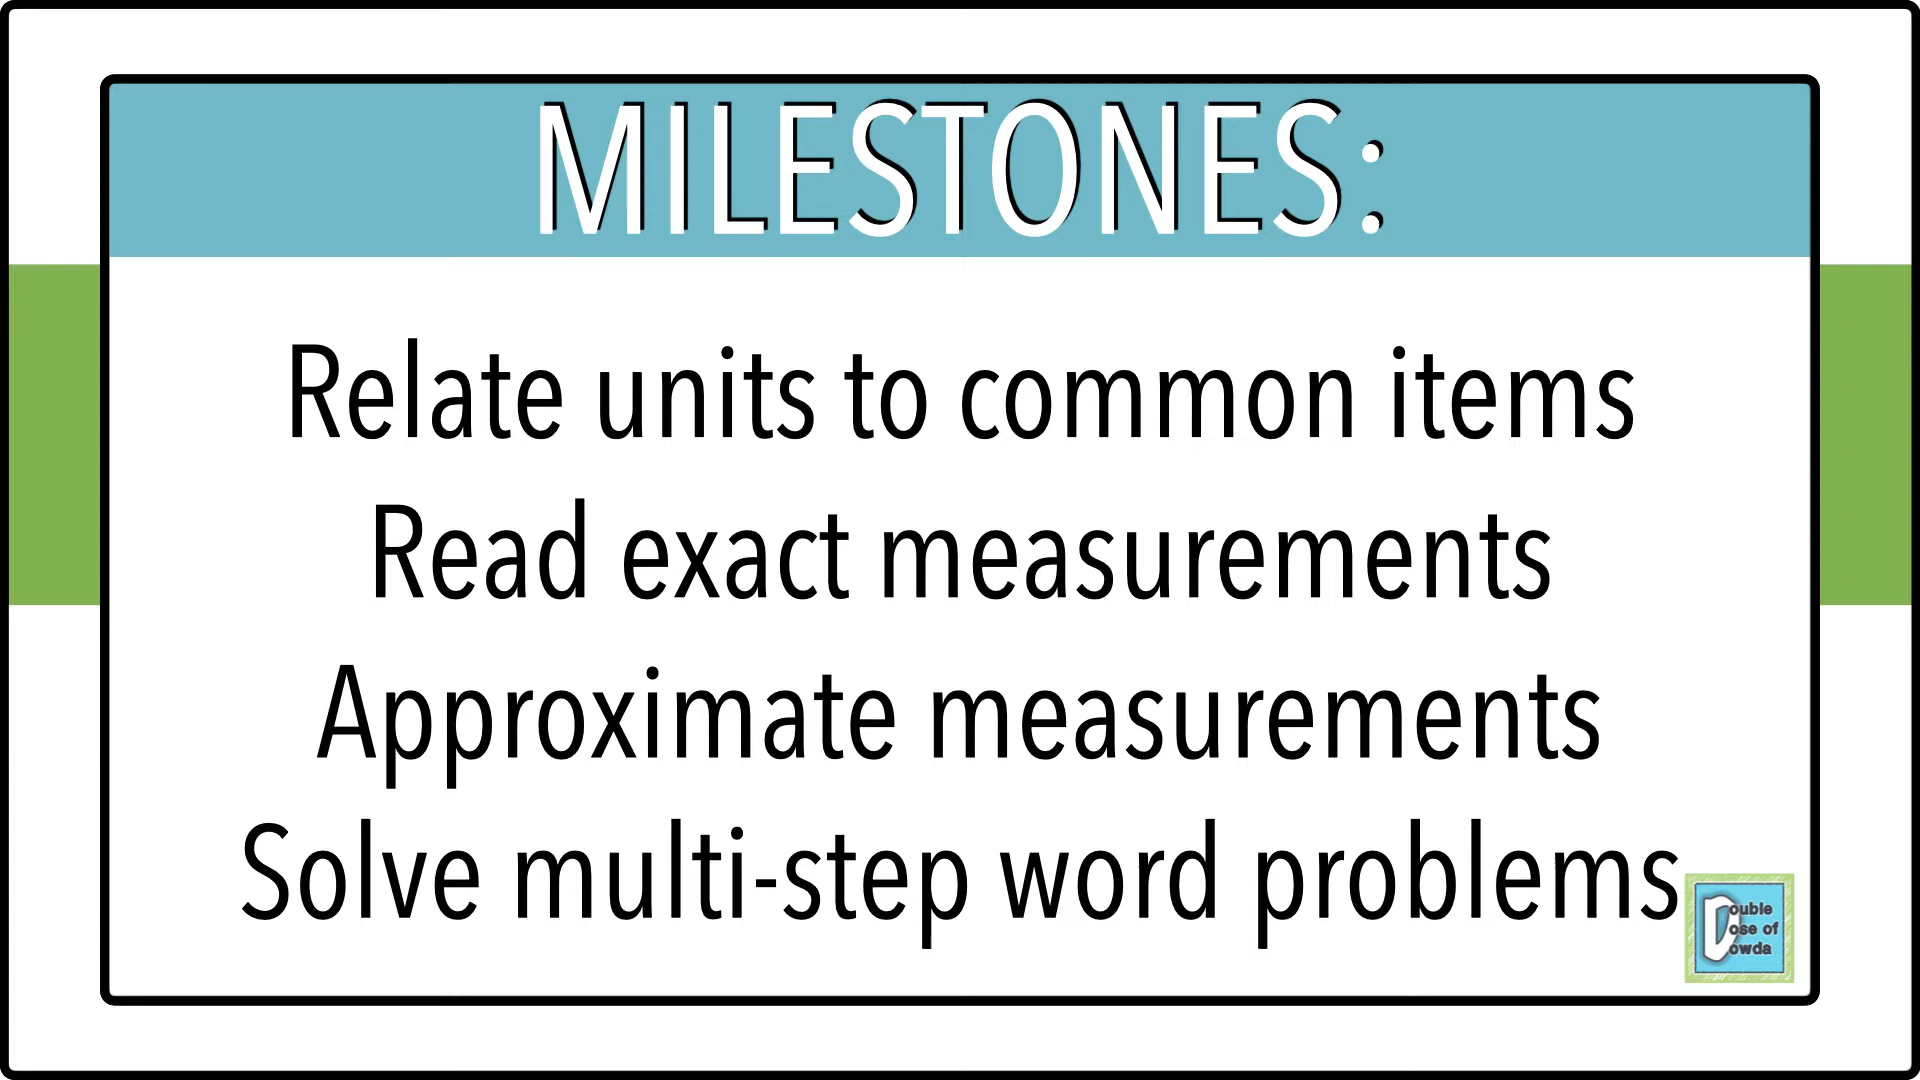 MILESTONES:
Relate units to common items
Read exact measurements
Approximate measurements
Solve multi-step word problems
Double
Dose of
Dowda